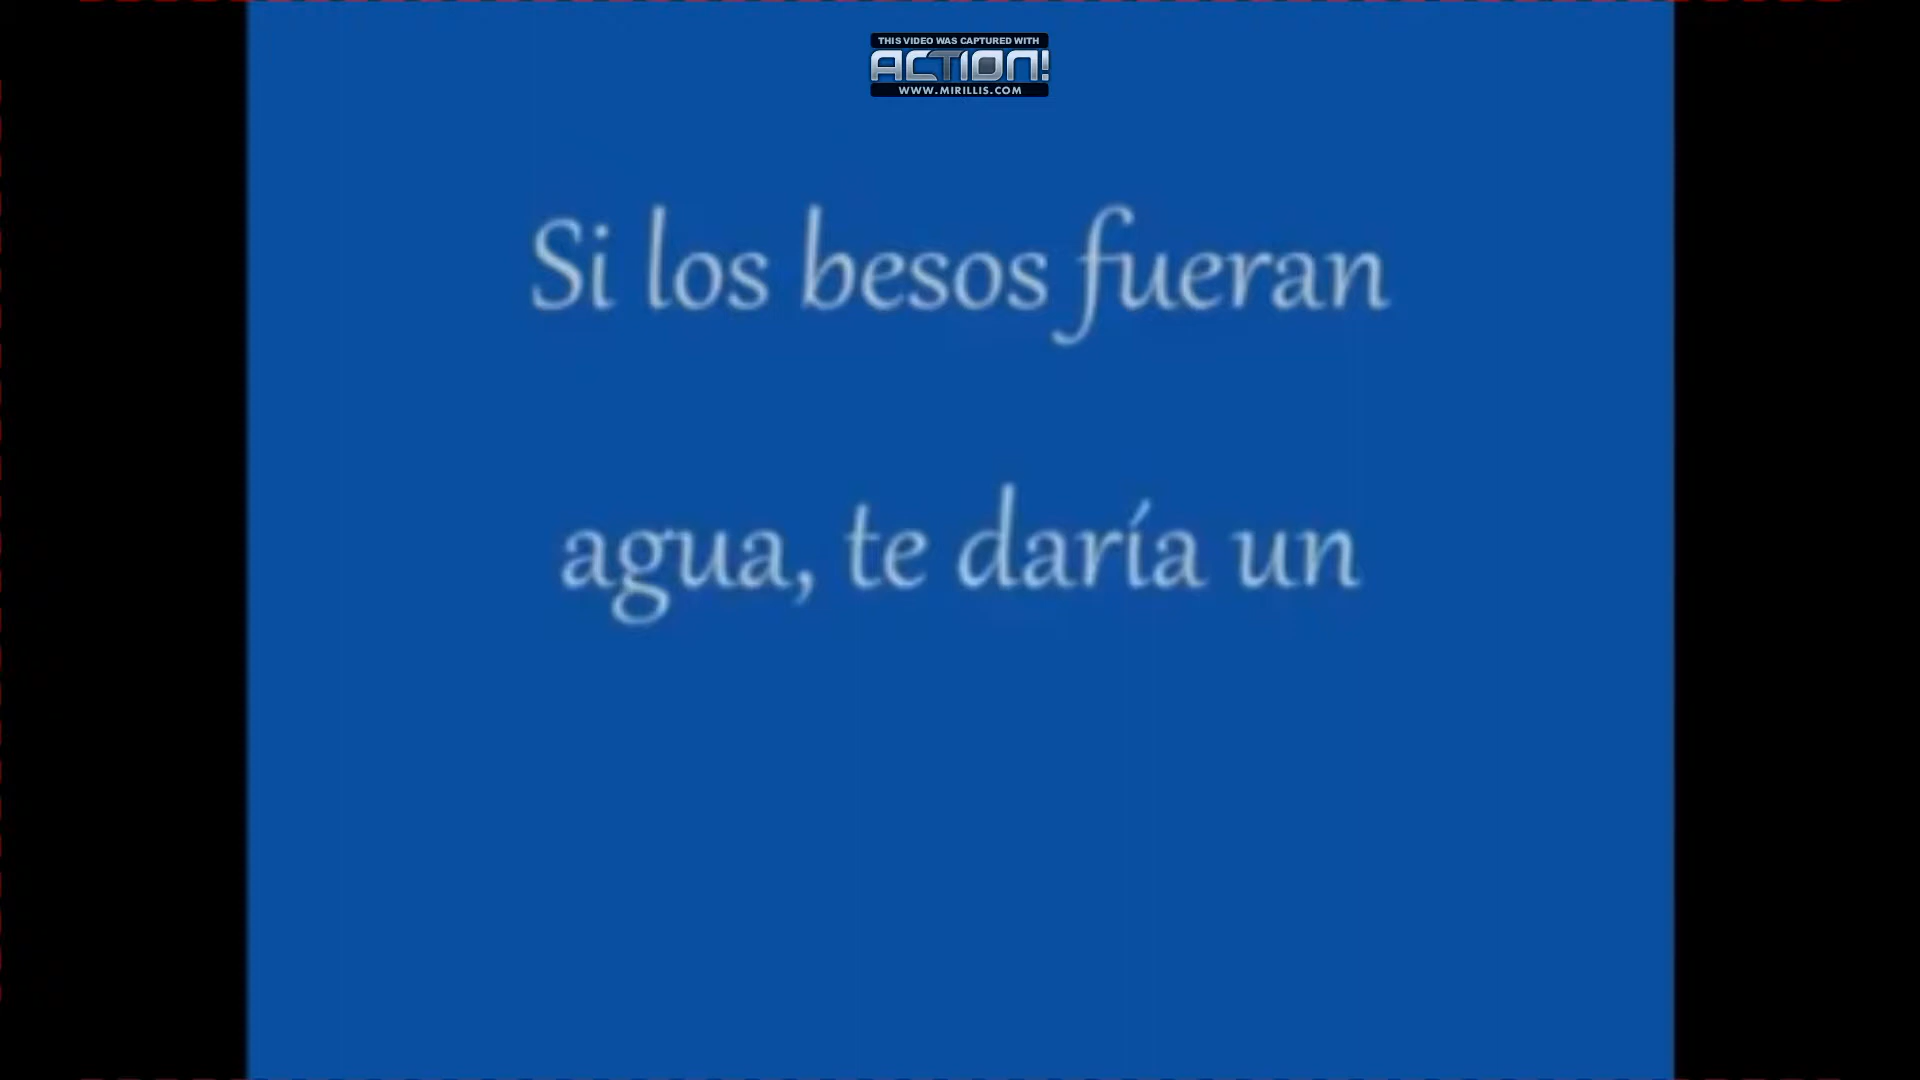 THIS VIDEO WAS CAPTURED WITH
ACTION!
WWW.MIRILLIS.COM
Si los besos fueran
agua, te daría un